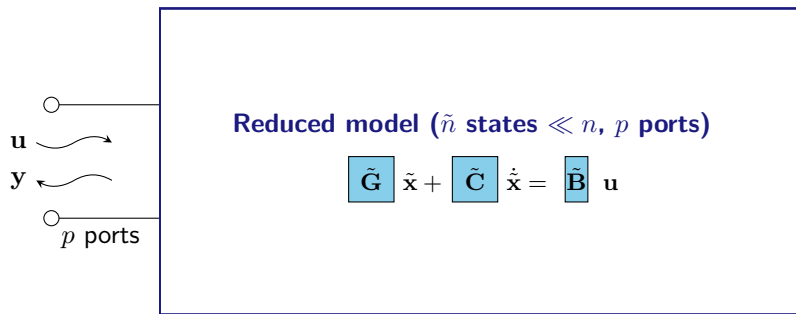 Reduced model (ñ states ≪ n, p ports)
u
G̃ x̃ + C̃ x̃̇ = B̃ u
y
p ports